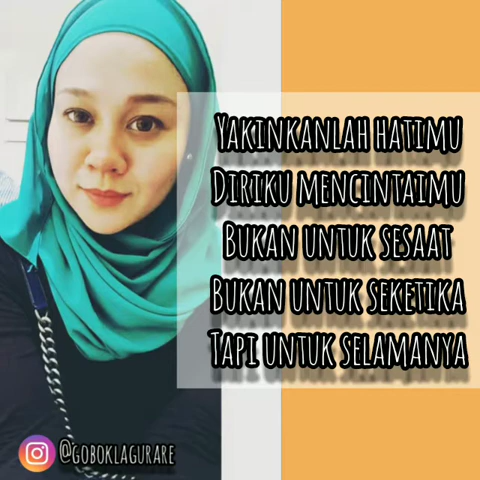 YAKINKANLAH HATIMU
DIRIKU MENCINTAIMU
BUKAN UNTUK SESAAT
BUKAN UNTUK SEKETIKA
TAPI UNTUK SELAMANYA
@GOBOKLAGURARE